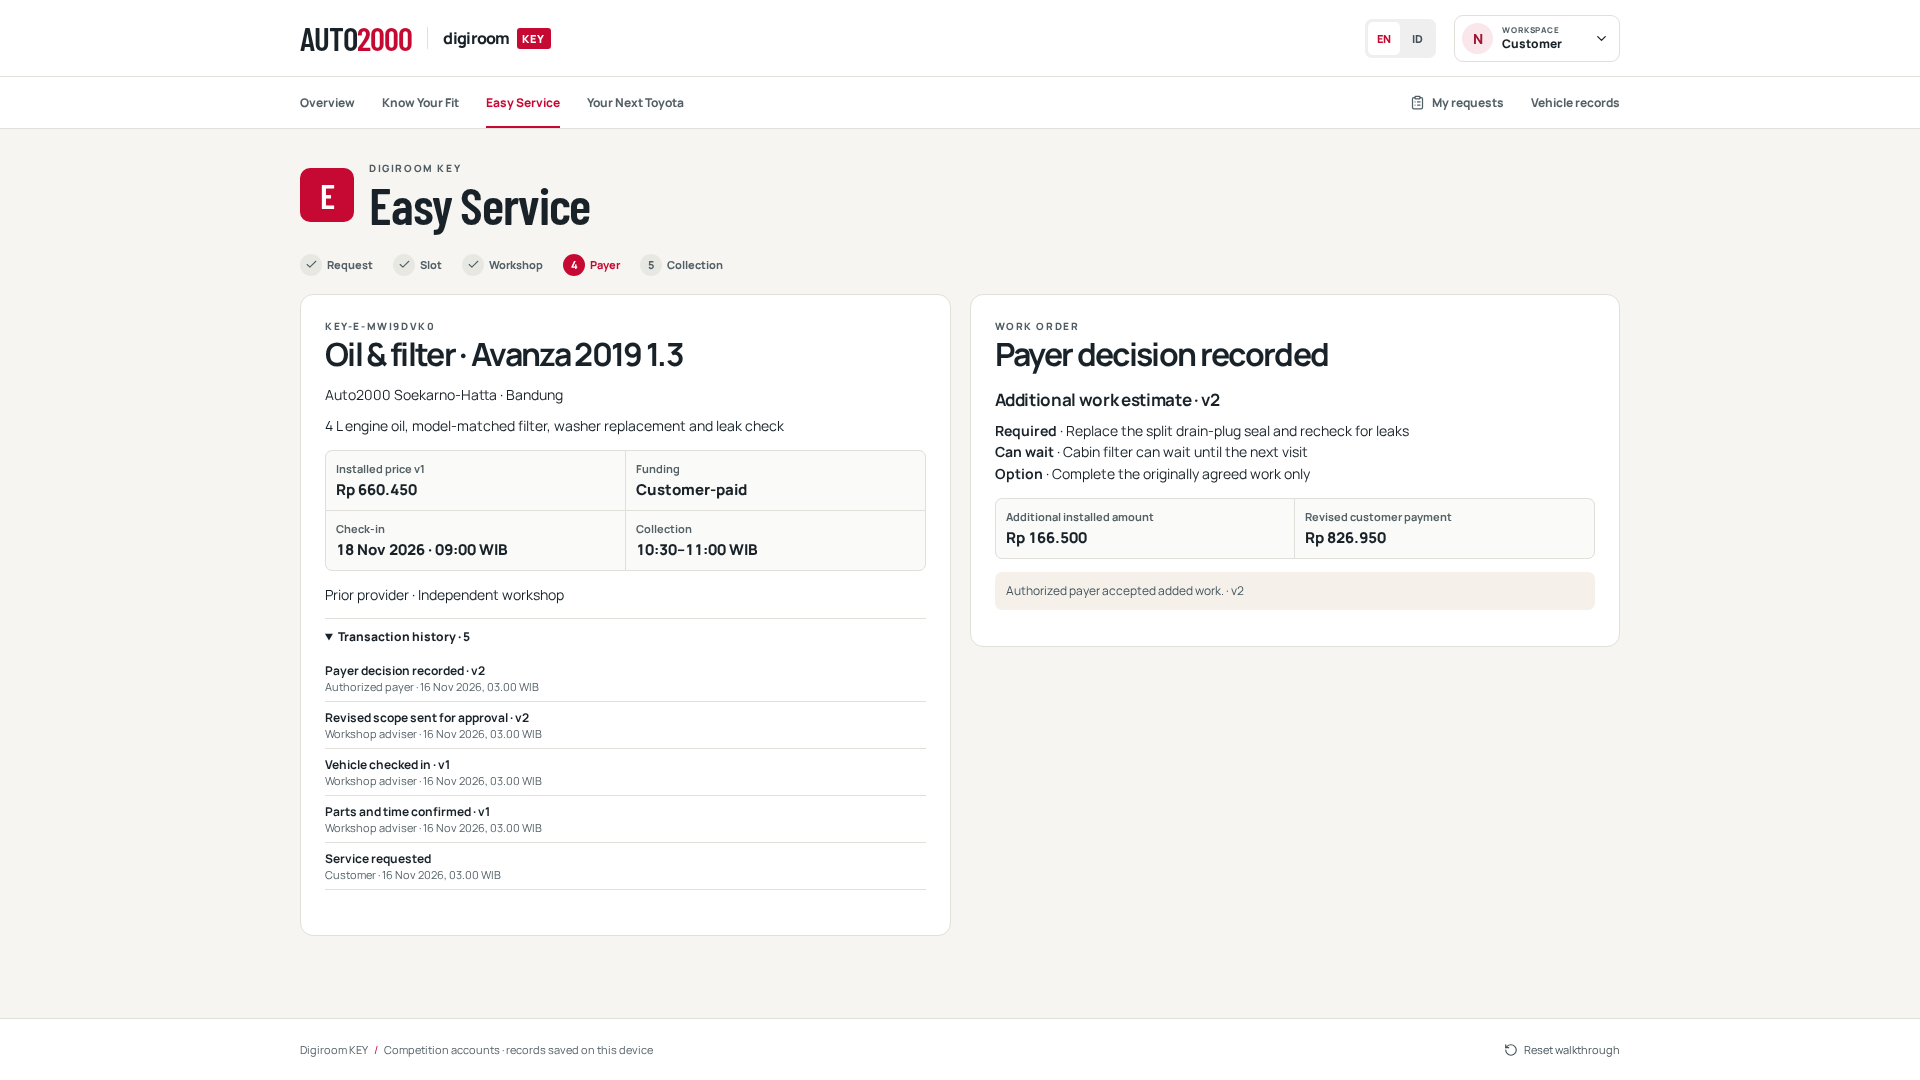 AUTO2000
digiroom KEY
EN ID
N
WORKSPACE
Customer
Overview Know Your Fit Easy Service Your Next Toyota
My requests Vehicle records
E
DIGIROOM KEY
Easy Service
Request Slot Workshop 4 Payer 5 Collection
KEY-E-MWI9DVK0
Oil & filter · Avanza 2019 1.3
Auto2000 Soekarno-Hatta · Bandung
4 L engine oil, model-matched filter, washer replacement and leak check
Installed price v1
Rp 660.450
Funding
Customer-paid
Check-in
18 Nov 2026 · 09:00 WIB
Collection
10:30–11:00 WIB
Prior provider · Independent workshop
▼ Transaction history · 5
Payer decision recorded · v2
Authorized payer · 16 Nov 2026, 03.00 WIB
Revised scope sent for approval · v2
Workshop adviser · 16 Nov 2026, 03.00 WIB
Vehicle checked in · v1
Workshop adviser · 16 Nov 2026, 03.00 WIB
Parts and time confirmed · v1
Workshop adviser · 16 Nov 2026, 03.00 WIB
Service requested
Customer · 16 Nov 2026, 03.00 WIB
WORK ORDER
Payer decision recorded
Additional work estimate · v2
Required · Replace the split drain-plug seal and recheck for leaks
Can wait · Cabin filter can wait until the next visit
Option · Complete the originally agreed work only
Additional installed amount
Rp 166.500
Revised customer payment
Rp 826.950
Authorized payer accepted added work. · v2
Digiroom KEY / Competition accounts · records saved on this device
Reset walkthrough